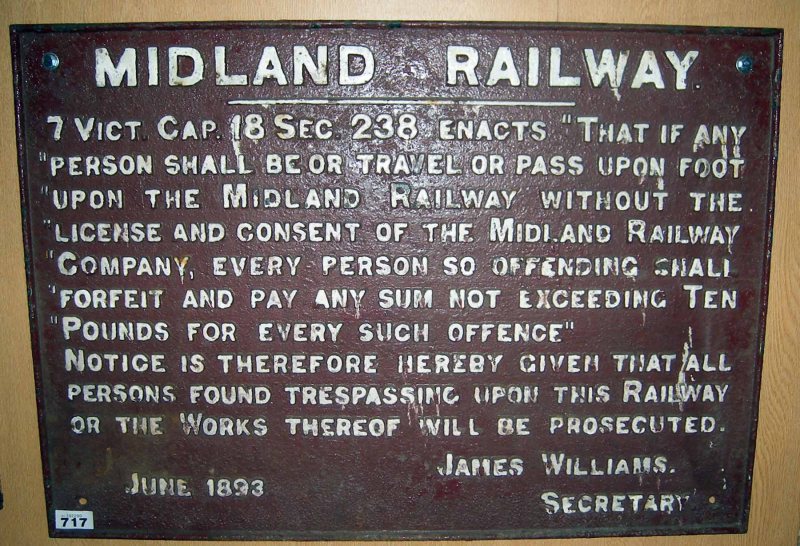 MIDLAND RAILWAY.
7 VICT. CAP. 18 SEC. 238 ENACTS "THAT IF ANY
"PERSON SHALL BE OR TRAVEL OR PASS UPON FOOT
"UPON THE MIDLAND RAILWAY WITHOUT THE
"LICENSE AND CONSENT OF THE MIDLAND RAILWAY
"COMPANY, EVERY PERSON SO OFFENDING SHALL
"FORFEIT AND PAY ANY SUM NOT EXCEEDING TEN
"POUNDS FOR EVERY SUCH OFFENCE"
NOTICE IS THEREFORE HEREBY GIVEN THAT ALL
PERSONS FOUND TRESPASSING UPON THIS RAILWAY
OR THE WORKS THEREOF WILL BE PROSECUTED.
JAMES WILLIAMS.
JUNE 1893
SECRETARY
717